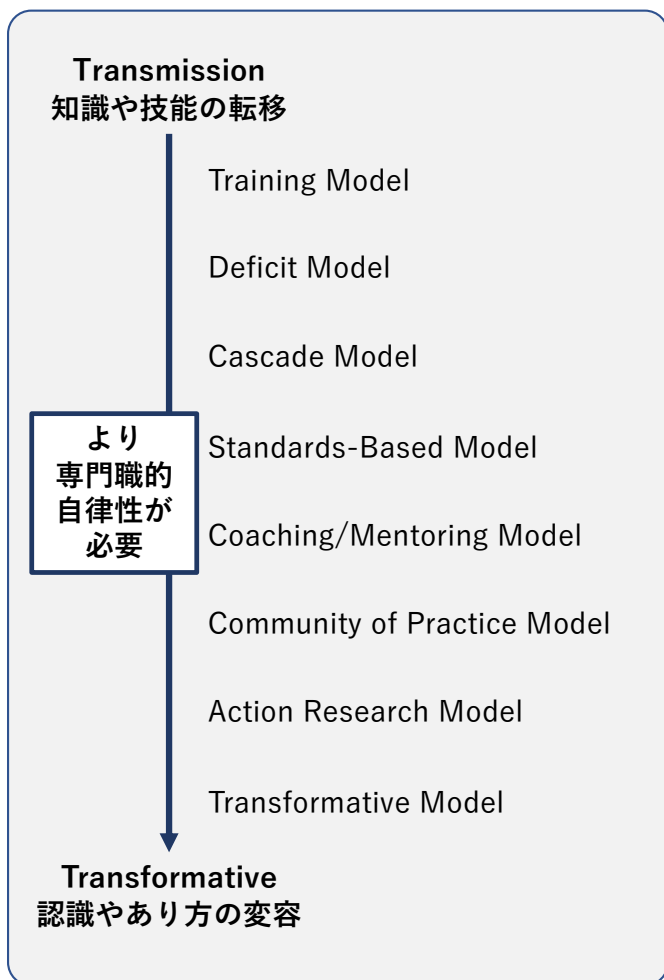 Transmission
知識や技能の転移
Training Model
Deficit Model
Cascade Model
Standards-Based Model
より
専門職的
自律性が
必要
Coaching/Mentoring Model
Community of Practice Model
Action Research Model
Transformative Model
Transformative
認識やあり方の変容